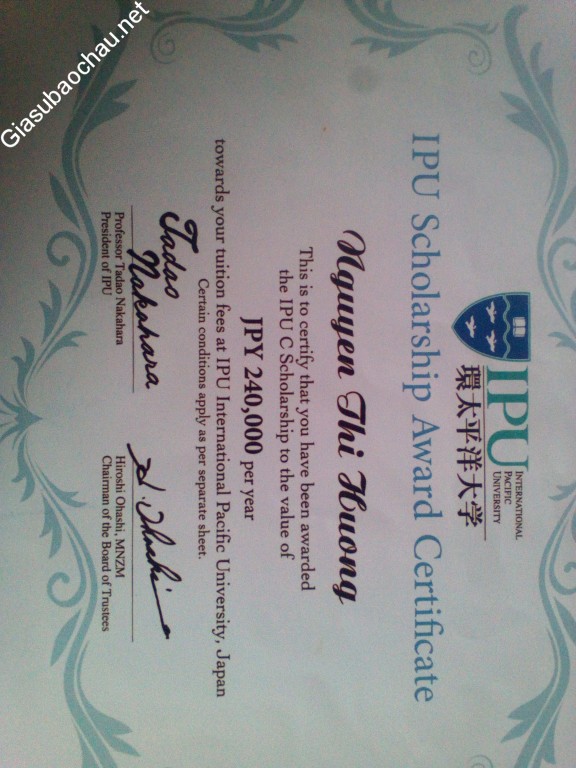 Giasubaochau.net
IPU
INTERNATIONAL
PACIFIC
UNIVERSITY
環太平洋大学
IPU Scholarship Award Certificate
Nguyen Thi Huong
This is to certify that you have been awarded
the IPU C Scholarship to the value of
JPY 240,000 per year
towards your tuition fees at IPU International Pacific University, Japan
Certain conditions apply as per separate sheet.
Tadao
Nakahara
Professor Tadao Nakahara
President of IPU
H. Ohashi
Hiroshi Ohashi, MNZM
Chairman of the Board of Trustees